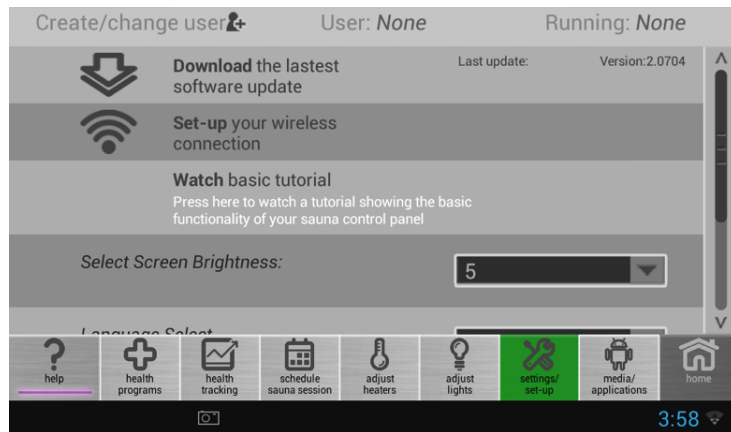 Create/change user
User: None
Running: None
Download the lastest
software update
Last update:
Version:2.0704
Set-up your wireless
connection
Watch basic tutorial
Press here to watch a tutorial showing the basic
functionality of your sauna control panel
Select Screen Brightness:
5
Language Select
help
health
programs
health
tracking
schedule
sauna session
adjust
heaters
adjust
lights
settings/
set-up
media/
applications
home
3:58